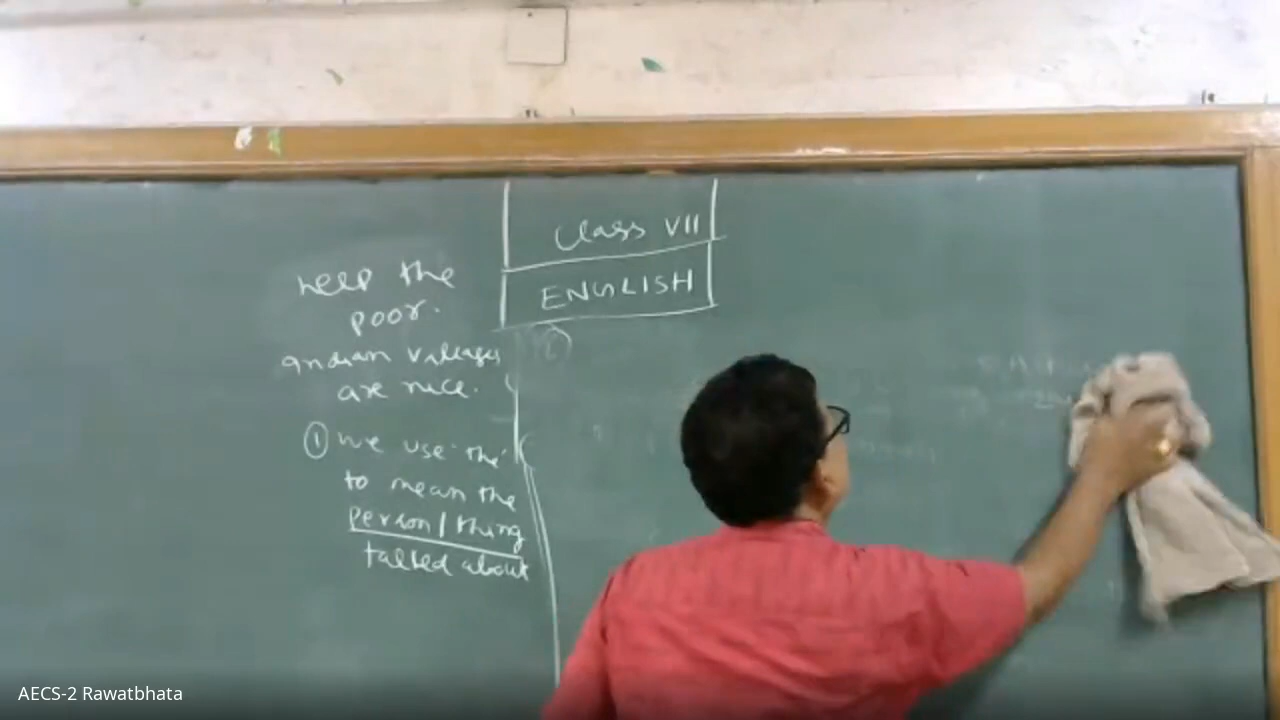 Class VII
ENGLISH
Help the
poor.
Indian villages
are nice.
① We use 'the'
to mean the
person/thing
talked about
②
AECS-2 Rawatbhata